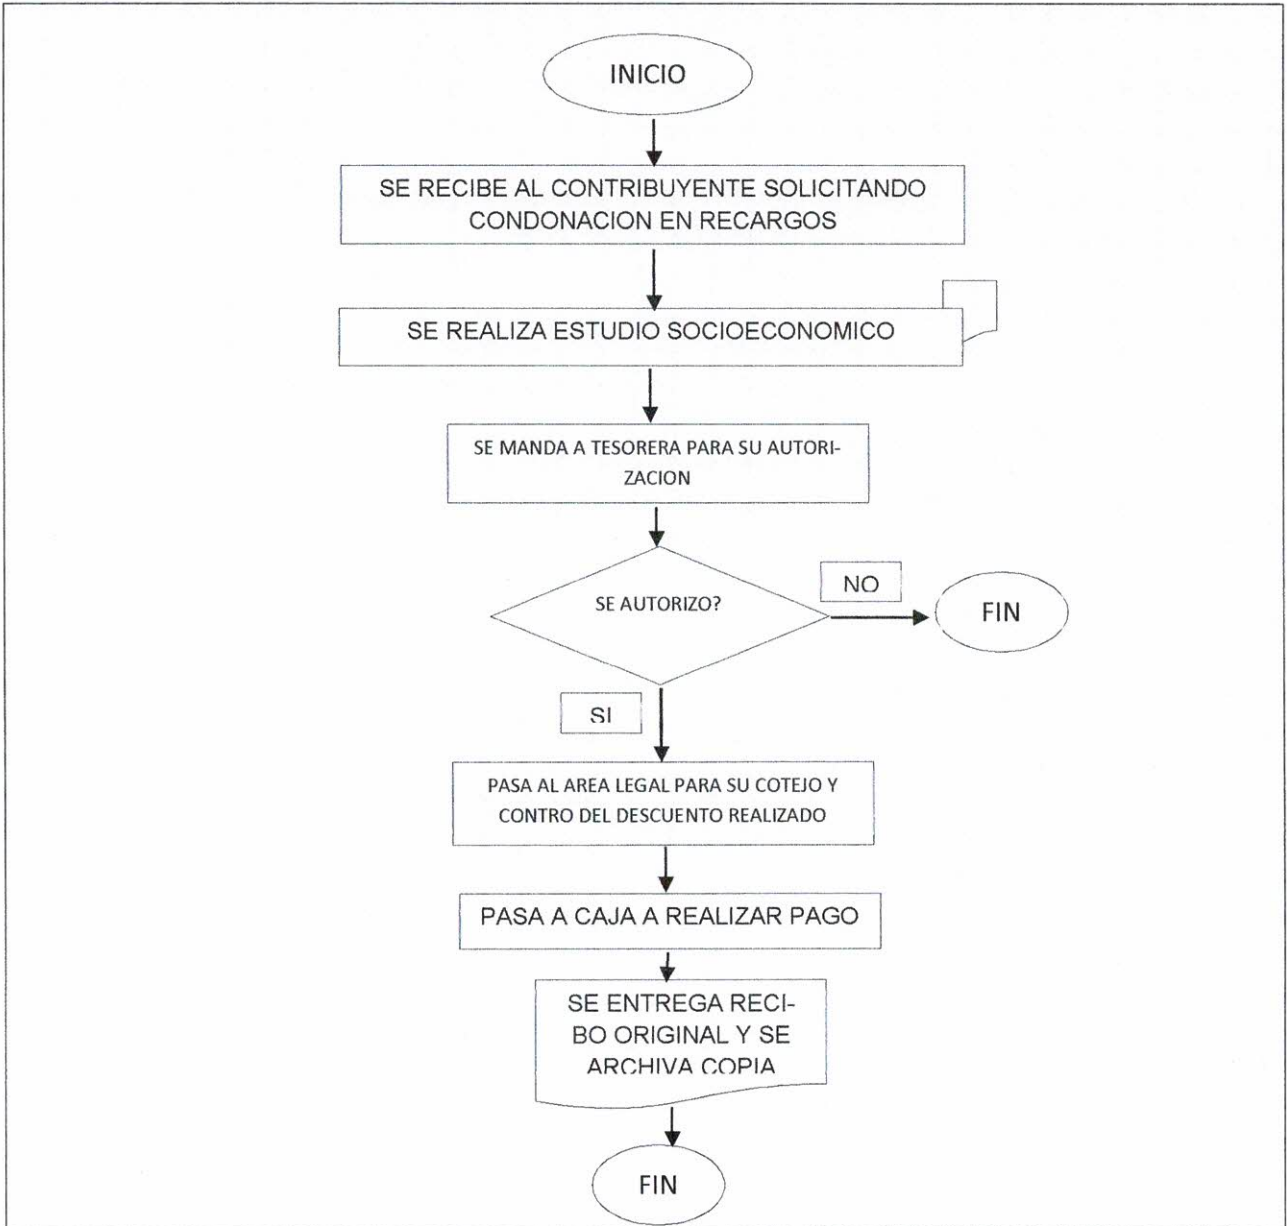 INICIO
SE RECIBE AL CONTRIBUYENTE SOLICITANDO
CONDONACION EN RECARGOS
SE REALIZA ESTUDIO SOCIOECONOMICO
SE MANDA A TESORERA PARA SU AUTORI-
ZACION
SE AUTORIZO?
NO
FIN
SI
PASA AL AREA LEGAL PARA SU COTEJO Y
CONTRO DEL DESCUENTO REALIZADO
PASA A CAJA A REALIZAR PAGO
SE ENTREGA RECI-
BO ORIGINAL Y SE
ARCHIVA COPIA
FIN